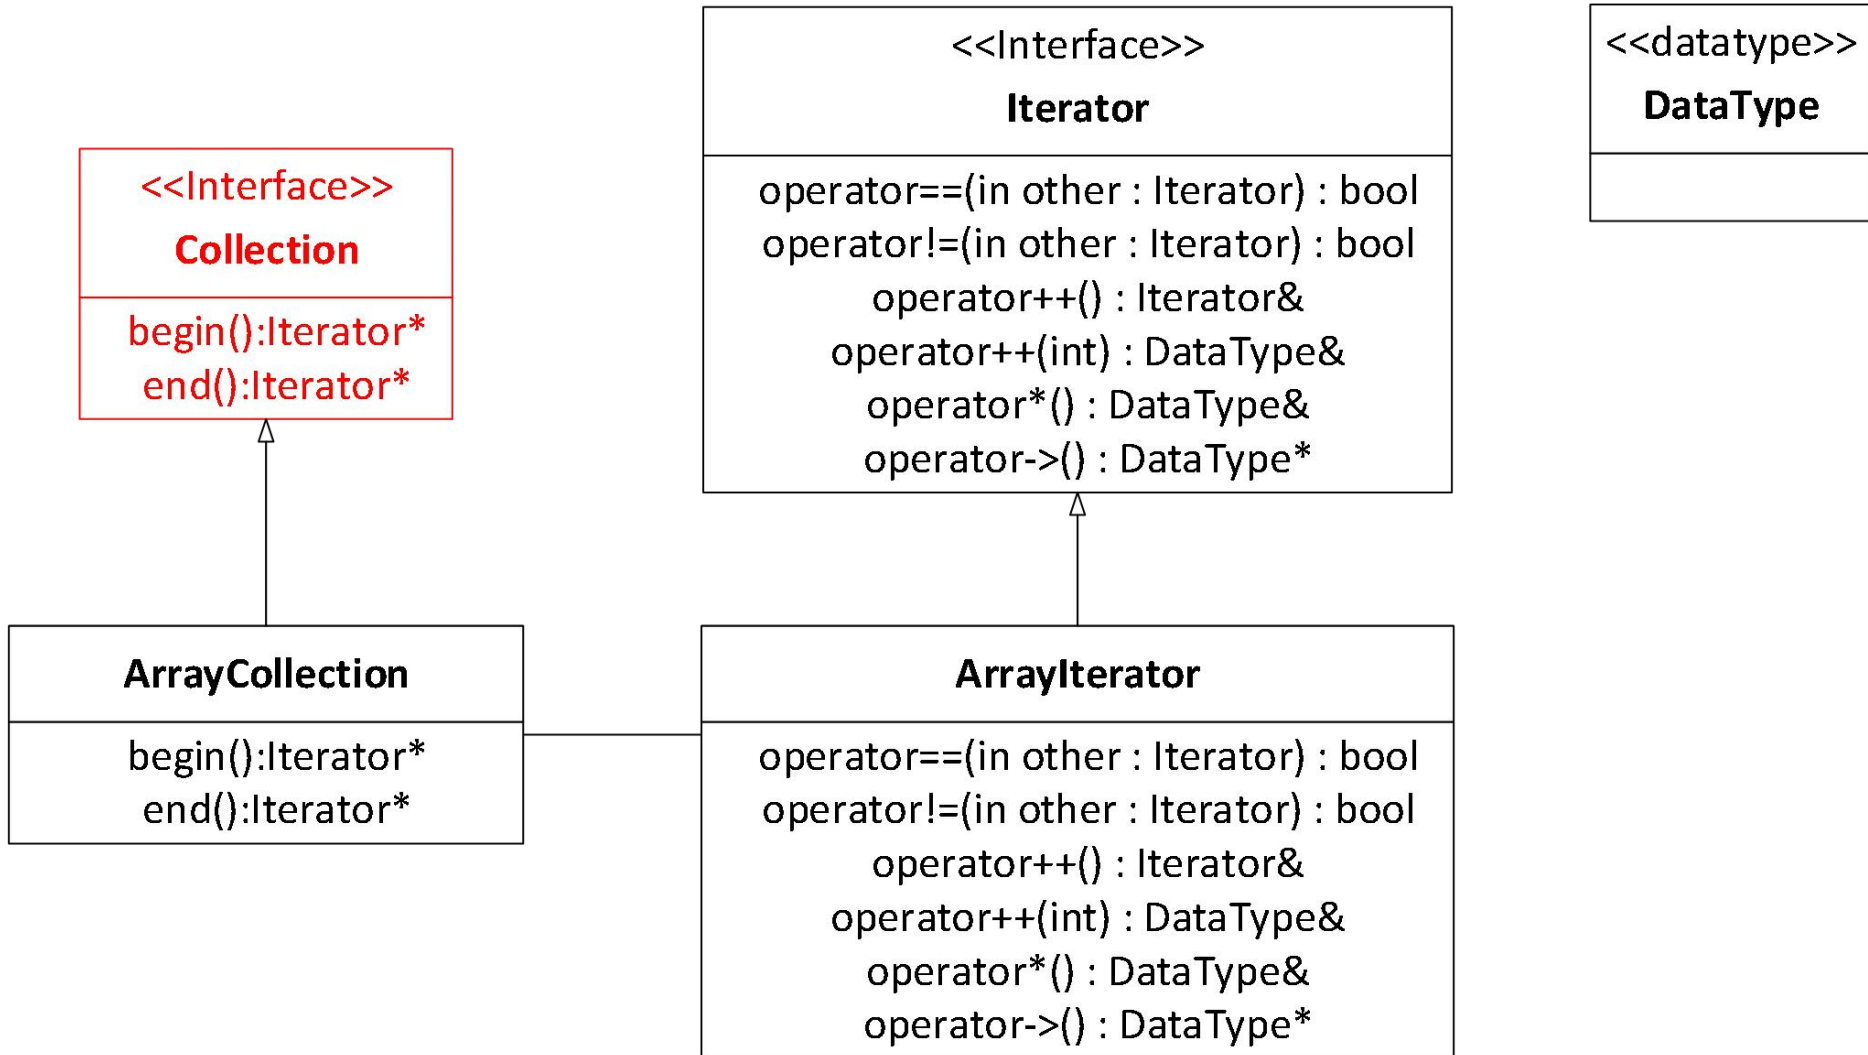 <<Interface>>
Collection
begin():Iterator*
end():Iterator*
<<Interface>>
Iterator
operator==(in other : Iterator) : bool
operator!=(in other : Iterator) : bool
operator++() : Iterator&
operator++(int) : DataType&
operator*() : DataType&
operator->() : DataType*
<<datatype>>
DataType
ArrayCollection
begin():Iterator*
end():Iterator*
ArrayIterator
operator==(in other : Iterator) : bool
operator!=(in other : Iterator) : bool
operator++() : Iterator&
operator++(int) : DataType&
operator*() : DataType&
operator->() : DataType*